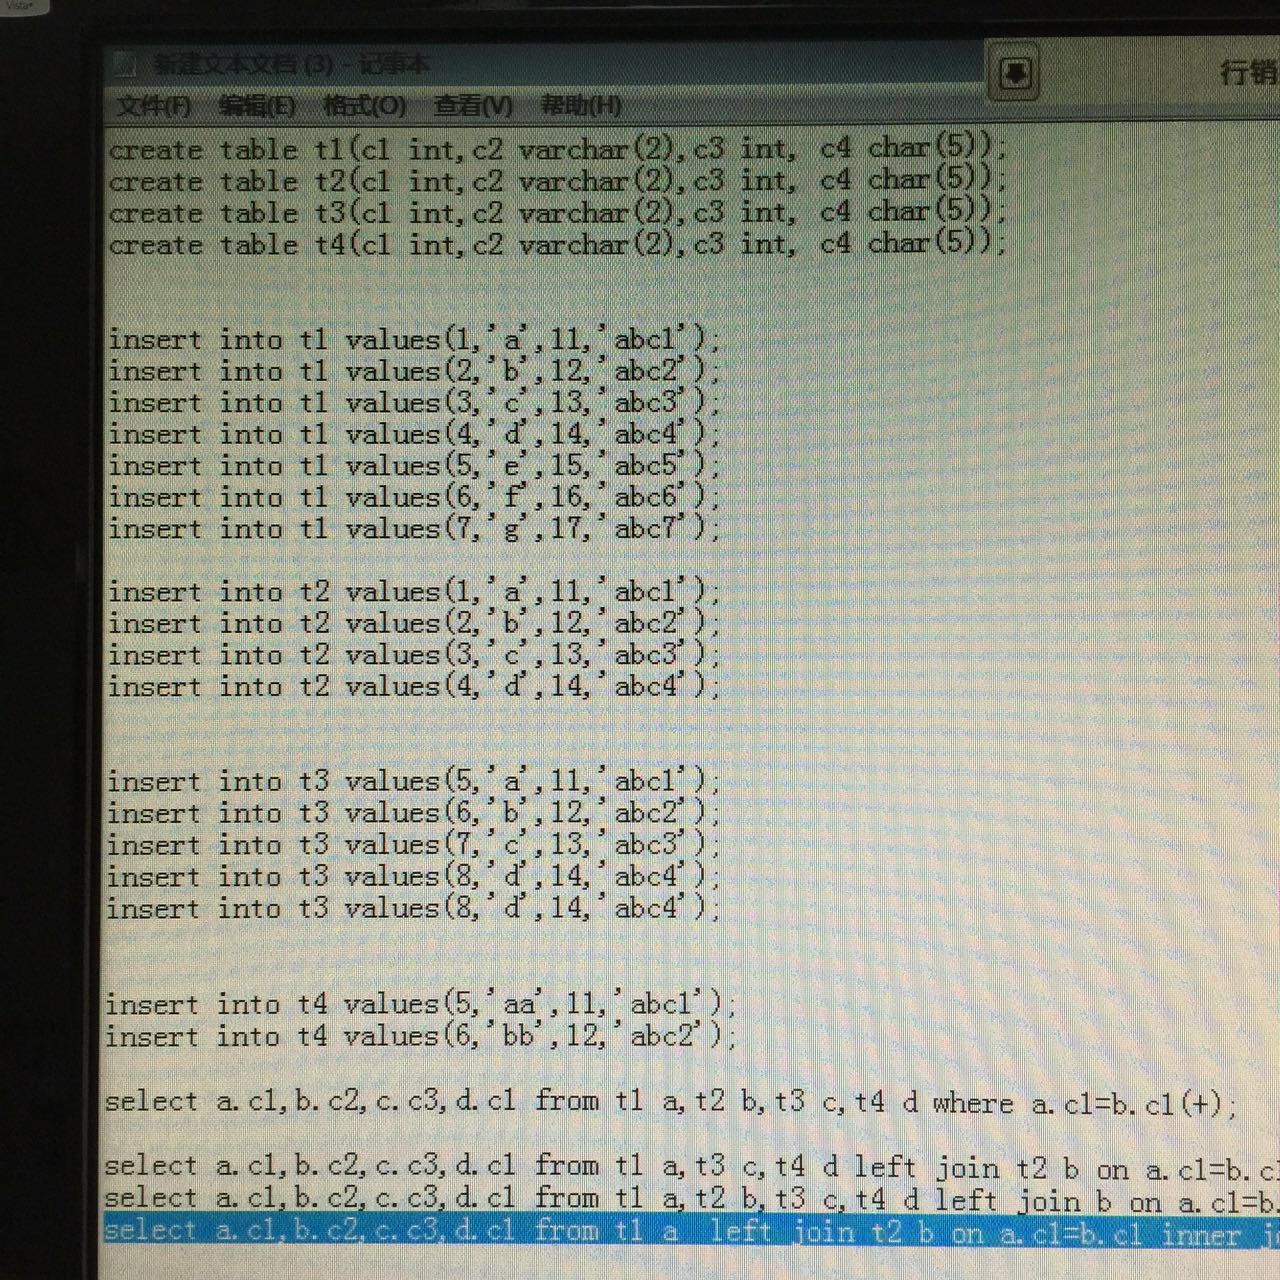 Vista
新建文本文档 (3) - 记事本
行销
文件(F) 编辑(E) 格式(O) 查看(V) 帮助(H)
create table t1(c1 int,c2 varchar(2),c3 int, c4 char(5));
create table t2(c1 int,c2 varchar(2),c3 int, c4 char(5));
create table t3(c1 int,c2 varchar(2),c3 int, c4 char(5));
create table t4(c1 int,c2 varchar(2),c3 int, c4 char(5));
insert into t1 values(1,'a',11,'abc1');
insert into t1 values(2,'b',12,'abc2');
insert into t1 values(3,'c',13,'abc3');
insert into t1 values(4,'d',14,'abc4');
insert into t1 values(5,'e',15,'abc5');
insert into t1 values(6,'f',16,'abc6');
insert into t1 values(7,'g',17,'abc7');
insert into t2 values(1,'a',11,'abc1');
insert into t2 values(2,'b',12,'abc2');
insert into t2 values(3,'c',13,'abc3');
insert into t2 values(4,'d',14,'abc4');
insert into t3 values(5,'a',11,'abc1');
insert into t3 values(6,'b',12,'abc2');
insert into t3 values(7,'c',13,'abc3');
insert into t3 values(8,'d',14,'abc4');
insert into t3 values(8,'d',14,'abc4');
insert into t4 values(5,'aa',11,'abc1');
insert into t4 values(6,'bb',12,'abc2');
select a.c1,b.c2,c.c3,d.c1 from t1 a,t2 b,t3 c,t4 d where a.c1=b.c1(+);
select a.c1,b.c2,c.c3,d.c1 from t1 a,t3 c,t4 d left join t2 b on a.c1=b.c1
select a.c1,b.c2,c.c3,d.c1 from t1 a,t2 b,t3 c,t4 d left join b on a.c1=b.
select a.c1,b.c2,c.c3,d.c1 from t1 a left join t2 b on a.c1=b.c1 inner